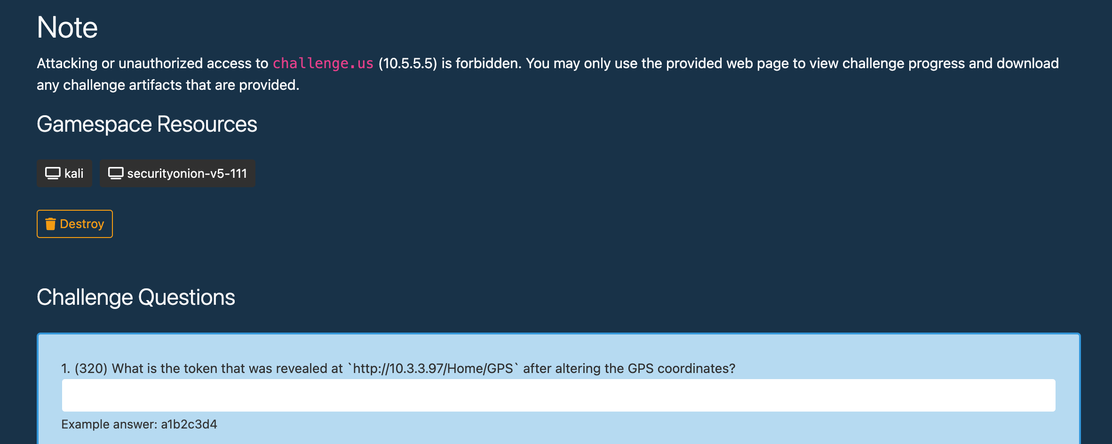 Note
Attacking or unauthorized access to challenge.us (10.5.5.5) is forbidden. You may only use the provided web page to view challenge progress and download
any challenge artifacts that are provided.
Gamespace Resources
kali securityonion-v5-111
Destroy
Challenge Questions
1. (320) What is the token that was revealed at `http://10.3.3.97/Home/GPS` after altering the GPS coordinates?
Example answer: a1b2c3d4